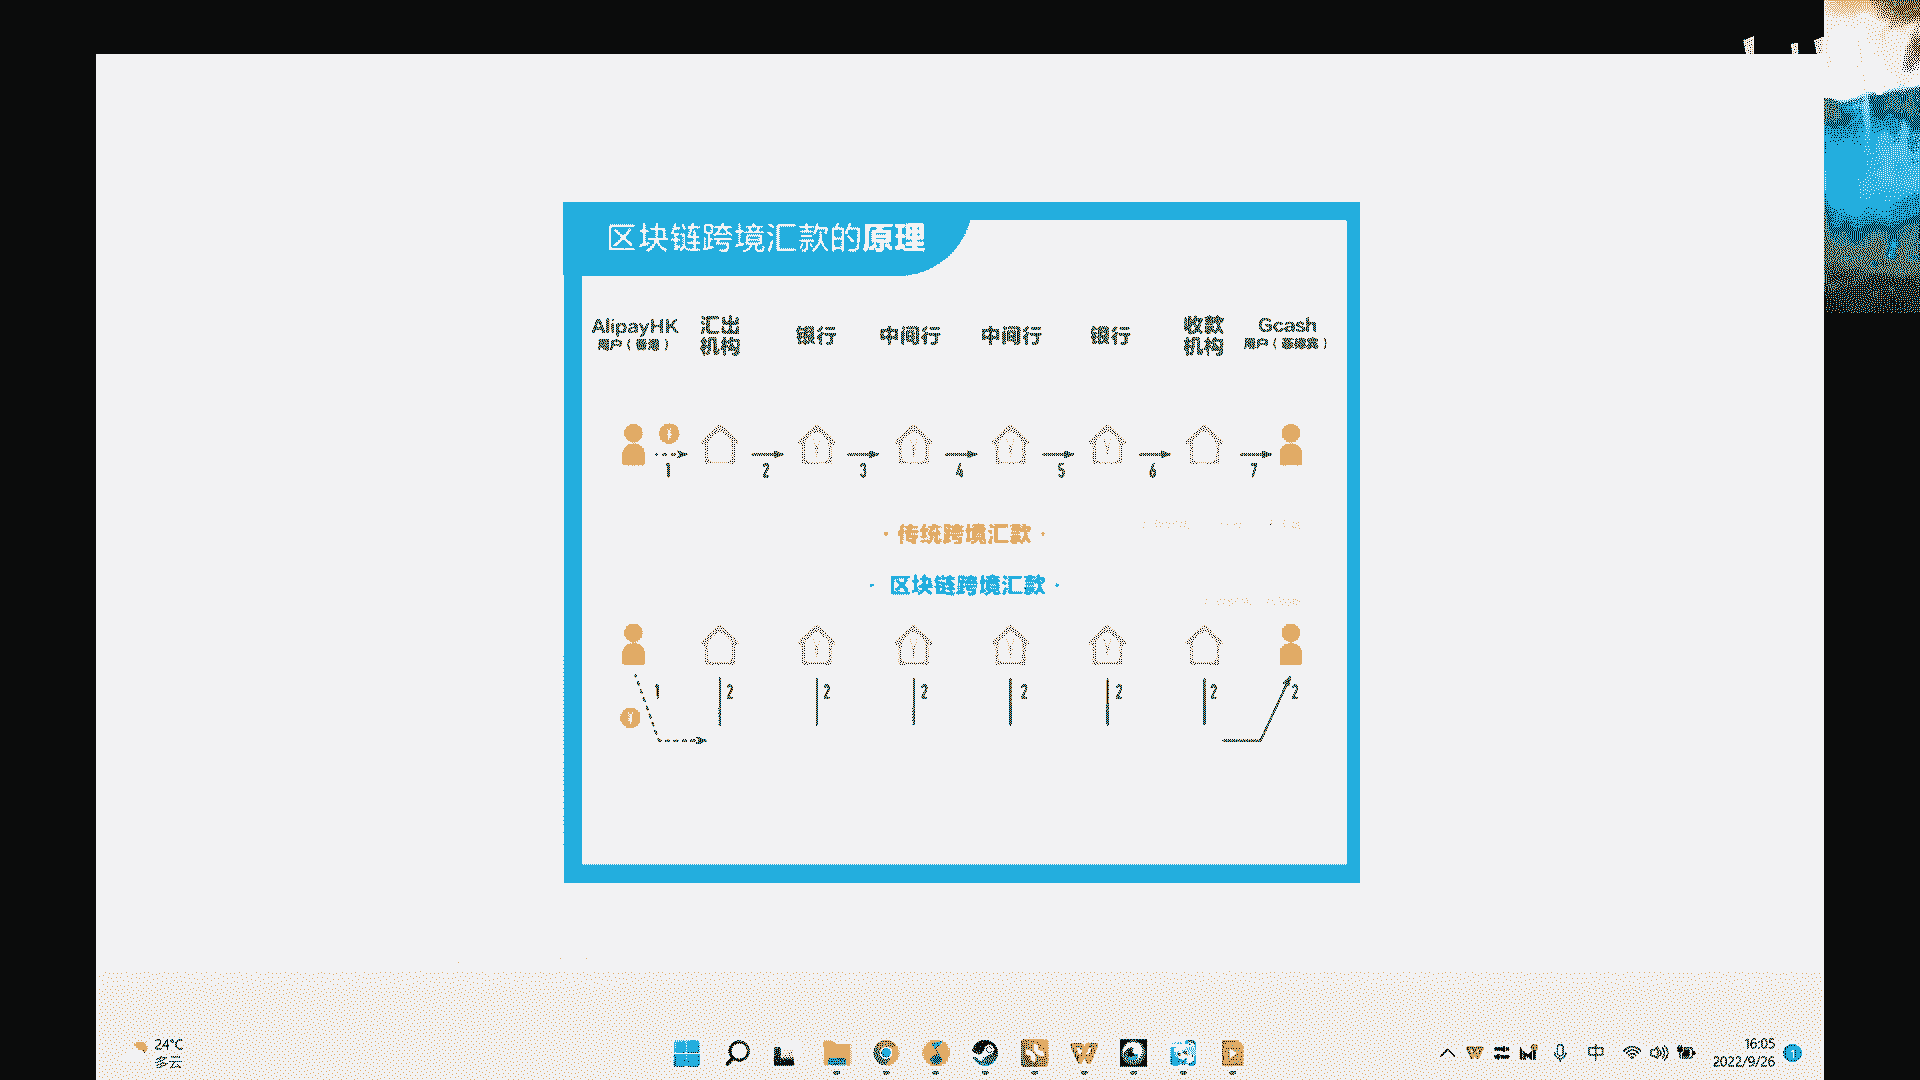 区块链跨境汇款的原理
AlipayHK
用户（香港）
汇出
机构
银行
中间行
中间行
银行
收款
机构
Gcash
用户（菲律宾）
1
2
3
4
5
6
7
· 传统跨境汇款 ·
· 区块链跨境汇款 ·
1
2
2
2
2
2
2
2
24°C
多云
中
16:05
2022/9/26
1